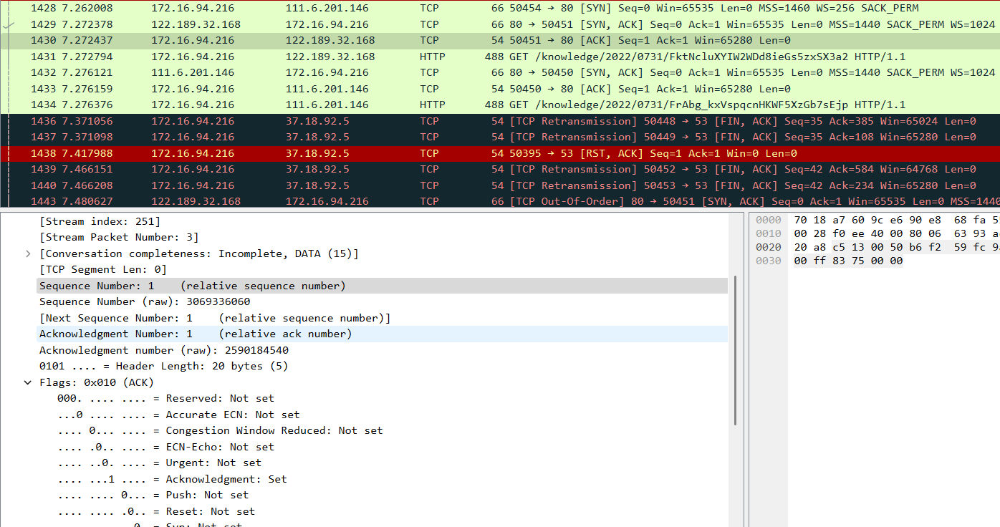 1428 7.262008 172.16.94.216 111.6.201.146 TCP 66 50454 → 80 [SYN] Seq=0 Win=65535 Len=0 MSS=1460 WS=256 SACK_PERM
1429 7.272378 122.189.32.168 172.16.94.216 TCP 66 80 → 50451 [SYN, ACK] Seq=0 Ack=1 Win=65535 Len=0 MSS=1440 SACK_PERM WS=1024
1430 7.272437 172.16.94.216 122.189.32.168 TCP 54 50451 → 80 [ACK] Seq=1 Ack=1 Win=65280 Len=0
1431 7.272794 172.16.94.216 122.189.32.168 HTTP 488 GET /knowledge/2022/0731/FktNcluXYIW2WDd8ieGs5zxSX3a2 HTTP/1.1
1432 7.276121 111.6.201.146 172.16.94.216 TCP 66 80 → 50450 [SYN, ACK] Seq=0 Ack=1 Win=65535 Len=0 MSS=1440 SACK_PERM WS=1024
1433 7.276159 172.16.94.216 111.6.201.146 TCP 54 50450 → 80 [ACK] Seq=1 Ack=1 Win=65280 Len=0
1434 7.276376 172.16.94.216 111.6.201.146 HTTP 488 GET /knowledge/2022/0731/FrAbg_kxVspqcnHKWF5XzGb7sEjp HTTP/1.1
1436 7.371056 172.16.94.216 37.18.92.5 TCP 54 [TCP Retransmission] 50448 → 53 [FIN, ACK] Seq=35 Ack=385 Win=65024 Len=0
1437 7.371098 172.16.94.216 37.18.92.5 TCP 54 [TCP Retransmission] 50449 → 53 [FIN, ACK] Seq=35 Ack=108 Win=65280 Len=0
1438 7.417988 172.16.94.216 37.18.92.5 TCP 54 50395 → 53 [RST, ACK] Seq=1 Ack=1 Win=0 Len=0
1439 7.466151 172.16.94.216 37.18.92.5 TCP 54 [TCP Retransmission] 50452 → 53 [FIN, ACK] Seq=42 Ack=584 Win=64768 Len=0
1440 7.466208 172.16.94.216 37.18.92.5 TCP 54 [TCP Retransmission] 50453 → 53 [FIN, ACK] Seq=42 Ack=234 Win=65280 Len=0
1443 7.480627 122.189.32.168 172.16.94.216 TCP 66 [TCP Out-Of-Order] 80 → 50451 [SYN, ACK] Seq=0 Ack=1 Win=65535 Len=0 MSS=1440
[Stream index: 251]
[Stream Packet Number: 3]
[Conversation completeness: Incomplete, DATA (15)]
[TCP Segment Len: 0]
Sequence Number: 1 (relative sequence number)
Sequence Number (raw): 3069336060
[Next Sequence Number: 1 (relative sequence number)]
Acknowledgment Number: 1 (relative ack number)
Acknowledgment number (raw): 2590184540
0101 .... = Header Length: 20 bytes (5)
Flags: 0x010 (ACK)
000. .... .... = Reserved: Not set
...0 .... .... = Accurate ECN: Not set
.... 0... .... = Congestion Window Reduced: Not set
.... .0.. .... = ECN-Echo: Not set
.... ..0. .... = Urgent: Not set
.... ...1 .... = Acknowledgment: Set
.... .... 0... = Push: Not set
.... .... .0.. = Reset: Not set
.... .... ..0. = Syn: Not set
0000 70 18 a7 60 9c e6 90 e8 68 fa
0010 00 28 f0 ee 40 00 80 06 63 93
0020 20 a8 c5 13 00 50 b6 f2 59 fc
0030 00 ff 83 75 00 00